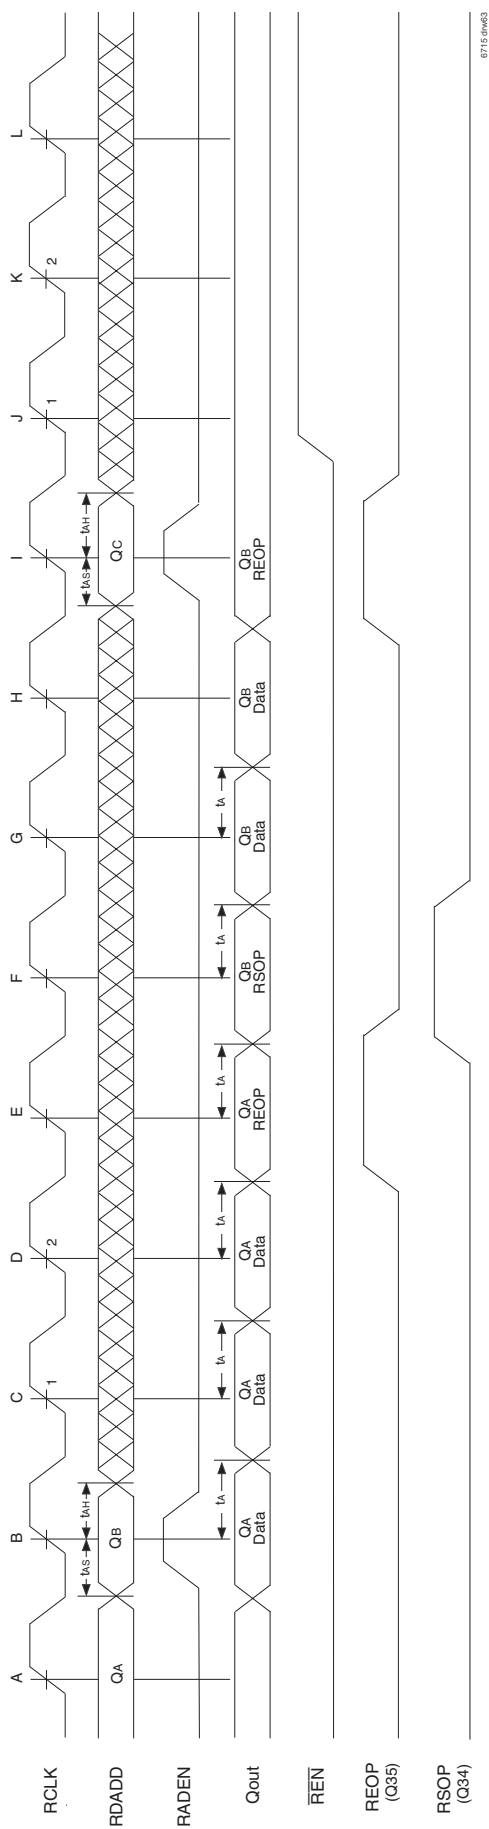 A B C D E F G H I J K L
RCLK 1 2 1 2
tAS tAH tAS tAH
RDADD QA QB QC
RADEN
tA tA tA tA tA tA
Qout QA Data QA Data QA Data QA REOP QB RSOP QB Data QB Data QB REOP
REN
REOP
(Q35)
RSOP
(Q34)
6715 drw63